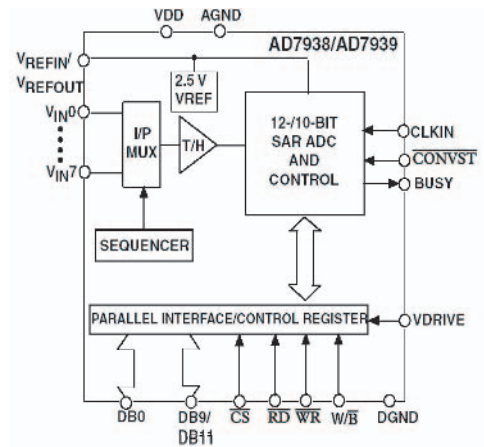 VDD AGND
AD7938/AD7939
VREFIN/
VREFOUT
2.5 V
VREF
VIN0
VIN7
I/P
MUX
T/H
12-/10-BIT
SAR ADC
AND
CONTROL
CLKIN
CONVST
BUSY
SEQUENCER
PARALLEL INTERFACE/CONTROL REGISTER
VDRIVE
DB0 DB9/ CS RD WR W/B DGND
DB11